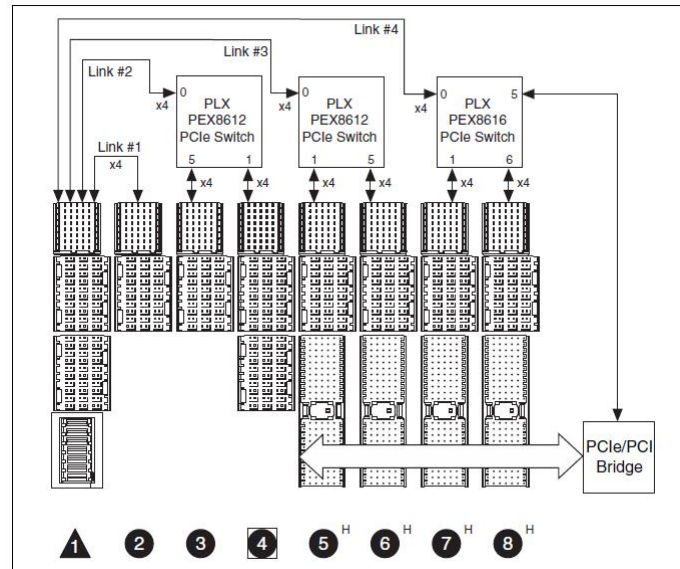 Link #4
Link #3
Link #2
Link #1
x4
x4
0
PLX
PEX8612
PCIe Switch
5 1
x4
0
PLX
PEX8612
PCIe Switch
1 5
x4
0 5
PLX
PEX8616
PCIe Switch
1 6
x4 x4 x4 x4 x4 x4
PCIe/PCI
Bridge
1 2 3 4 5 H 6 H 7 H 8 H